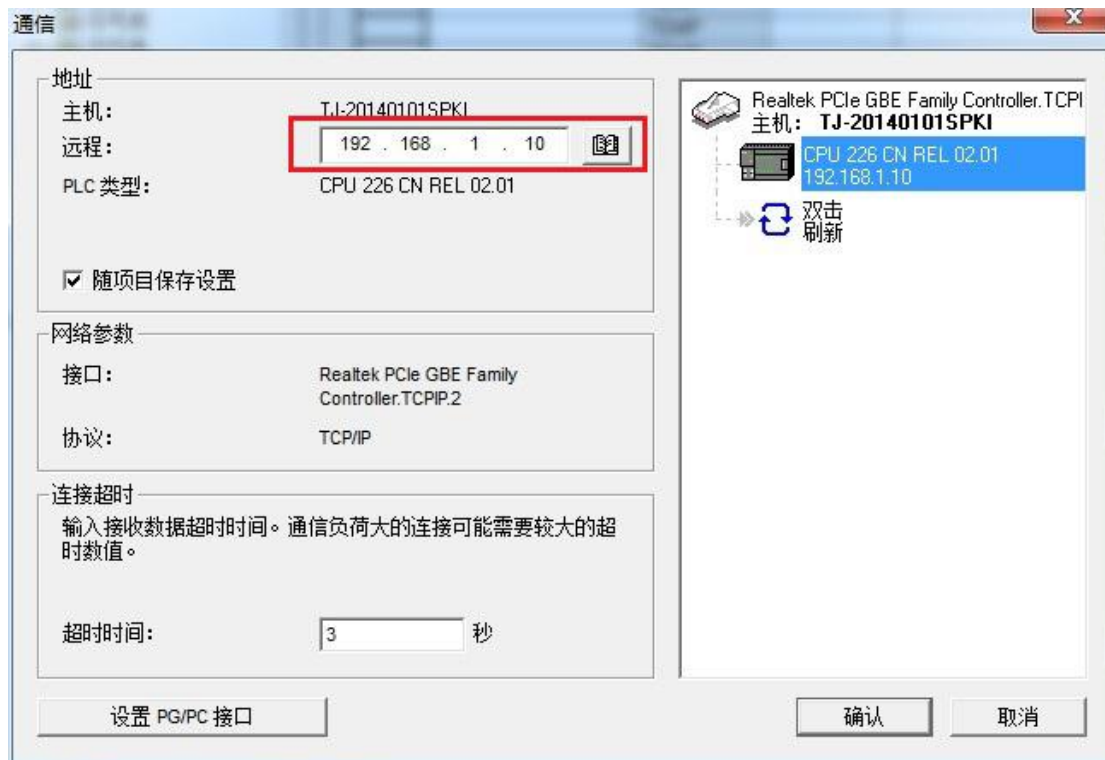 通信
地址
主机： TJ-20140101SPKI
远程： 192 . 168 . 1 . 10
PLC 类型： CPU 226 CN REL 02.01
随项目保存设置
网络参数
接口： Realtek PCIe GBE Family
Controller.TCPIP.2
协议： TCP/IP
连接超时
输入接收数据超时时间。通信负荷大的连接可能需要较大的超
时数值。
超时时间： 3 秒
设置 PG/PC 接口
Realtek PCIe GBE Family Controller.TCPI
主机： TJ-20140101SPKI
CPU 226 CN REL 02.01
192.168.1.10
双击
刷新
确认 取消